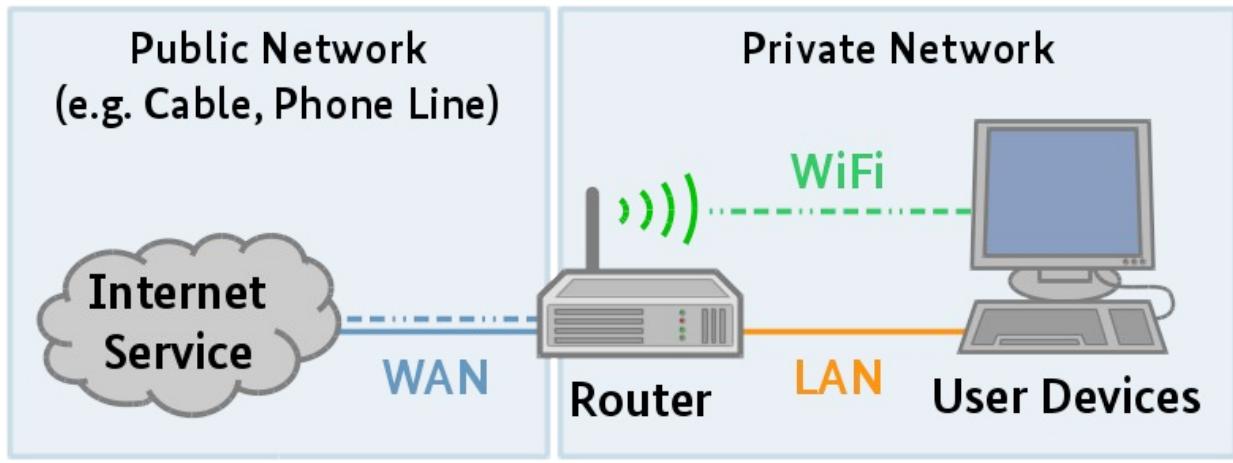 Public Network
(e.g. Cable, Phone Line)
Private Network
WiFi
Internet
Service
WAN
LAN
Router
User Devices